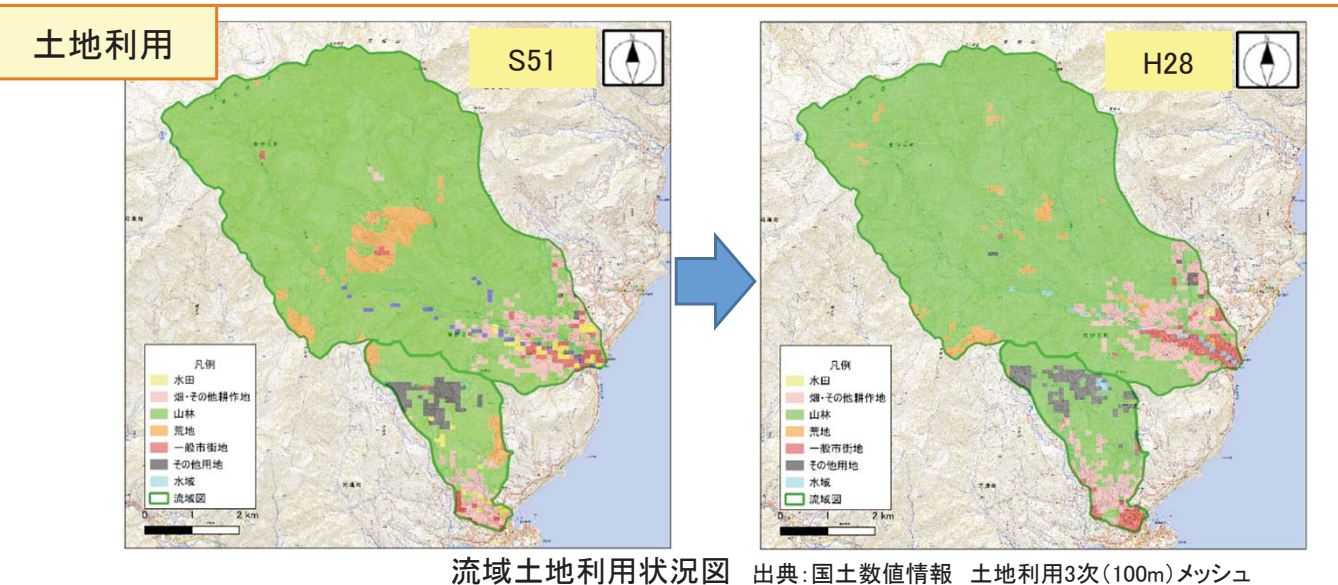 土地利用
S51
H28
凡例
水田
畑・その他耕作地
山林
荒地
一般市街地
その他用地
水域
流域図
0 1 2 km
凡例
水田
畑・その他耕作地
山林
荒地
一般市街地
その他用地
水域
流域図
0 1 2 km
流域土地利用状況図 出典:国土数値情報 土地利用3次(100m)メッシュ